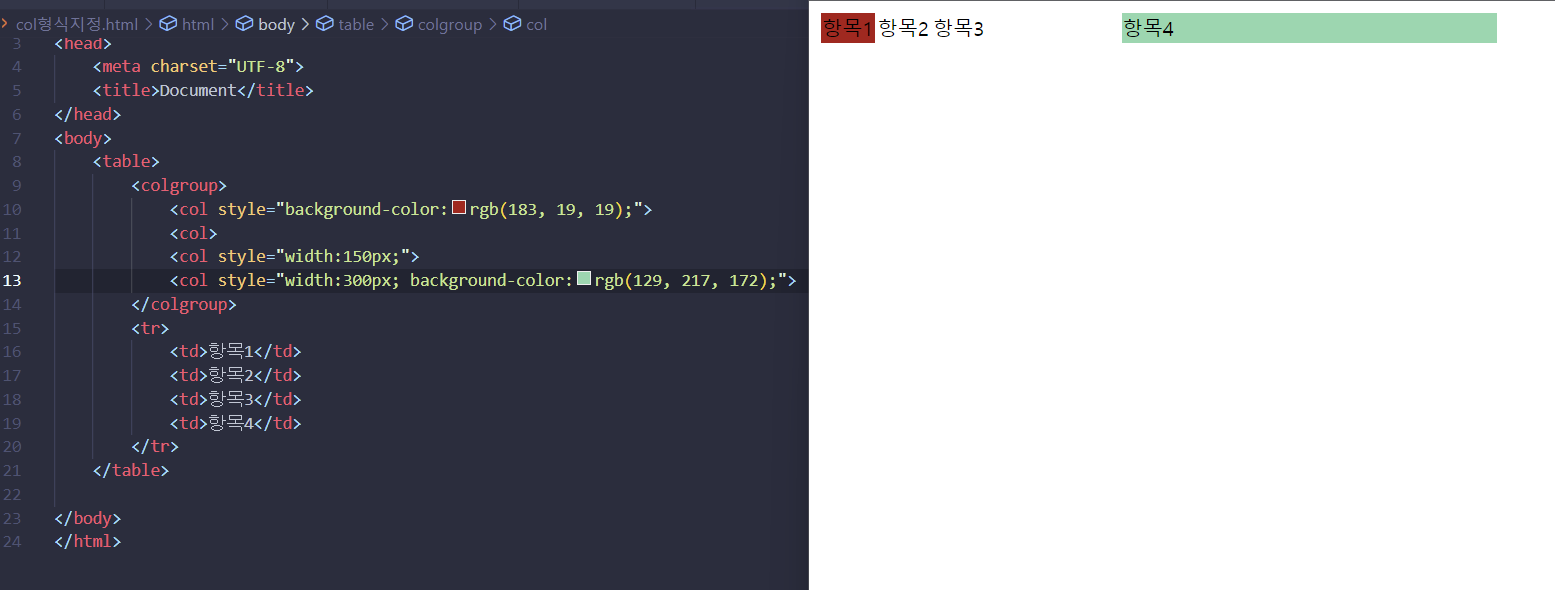 col형식지정.html > html > body > table > colgroup > col
3 <head>
4 <meta charset="UTF-8">
5 <title>Document</title>
6 </head>
7 <body>
8 <table>
9 <colgroup>
10 <col style="background-color:rgb(183, 19, 19);">
11 <col>
12 <col style="width:150px;">
13 <col style="width:300px; background-color:rgb(129, 217, 172);">
14 </colgroup>
15 <tr>
16 <td>항목1</td>
17 <td>항목2</td>
18 <td>항목3</td>
19 <td>항목4</td>
20 </tr>
21 </table>
22
23 </body>
24 </html>
항목1 항목2 항목3 항목4